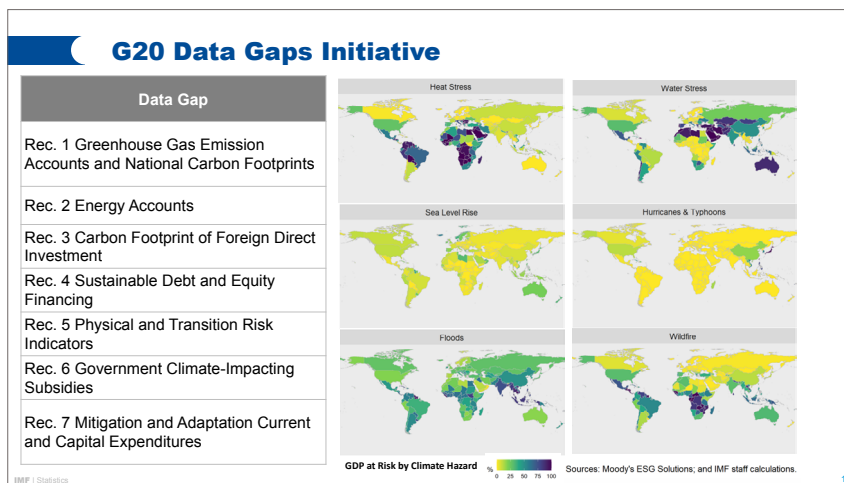 G20 Data Gaps Initiative
Data Gap
Rec. 1 Greenhouse Gas Emission
Accounts and National Carbon Footprints
Rec. 2 Energy Accounts
Rec. 3 Carbon Footprint of Foreign Direct
Investment
Rec. 4 Sustainable Debt and Equity
Financing
Rec. 5 Physical and Transition Risk
Indicators
Rec. 6 Government Climate-Impacting
Subsidies
Rec. 7 Mitigation and Adaptation Current
and Capital Expenditures
Heat Stress
Water Stress
Sea Level Rise
Hurricanes & Typhoons
Floods
Wildfire
GDP at Risk by Climate Hazard
%
0 25 50 75 100
Sources: Moody's ESG Solutions; and IMF staff calculations.
IMF | Statistics
1